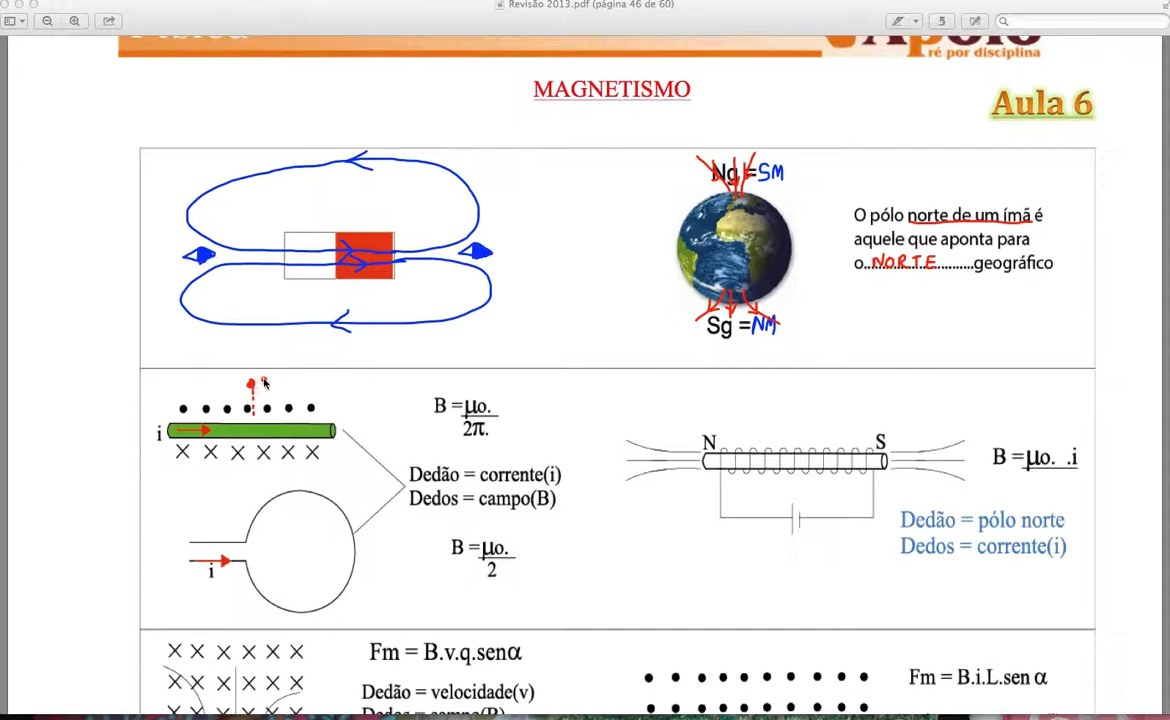 Revisão 2013.pdf (página 46 de 60)
ré por disciplina
MAGNETISMO
Aula 6
Ng =SM
O pólo norte de um ímã é
aquele que aponta para
o...NORTE..........geográfico
Sg =NM
i
B =μo.
2π.
Dedão = corrente(i)
Dedos = campo(B)
B =μo.
2
i
N S
B =μo. .i
Dedão = pólo norte
Dedos = corrente(i)
X X X X X X
X X X X X X
Fm = B.v.q.senα
X X X X X X
Dedão = velocidade(v)
Dedos = campo(B)
Fm = B.i.L.sen α